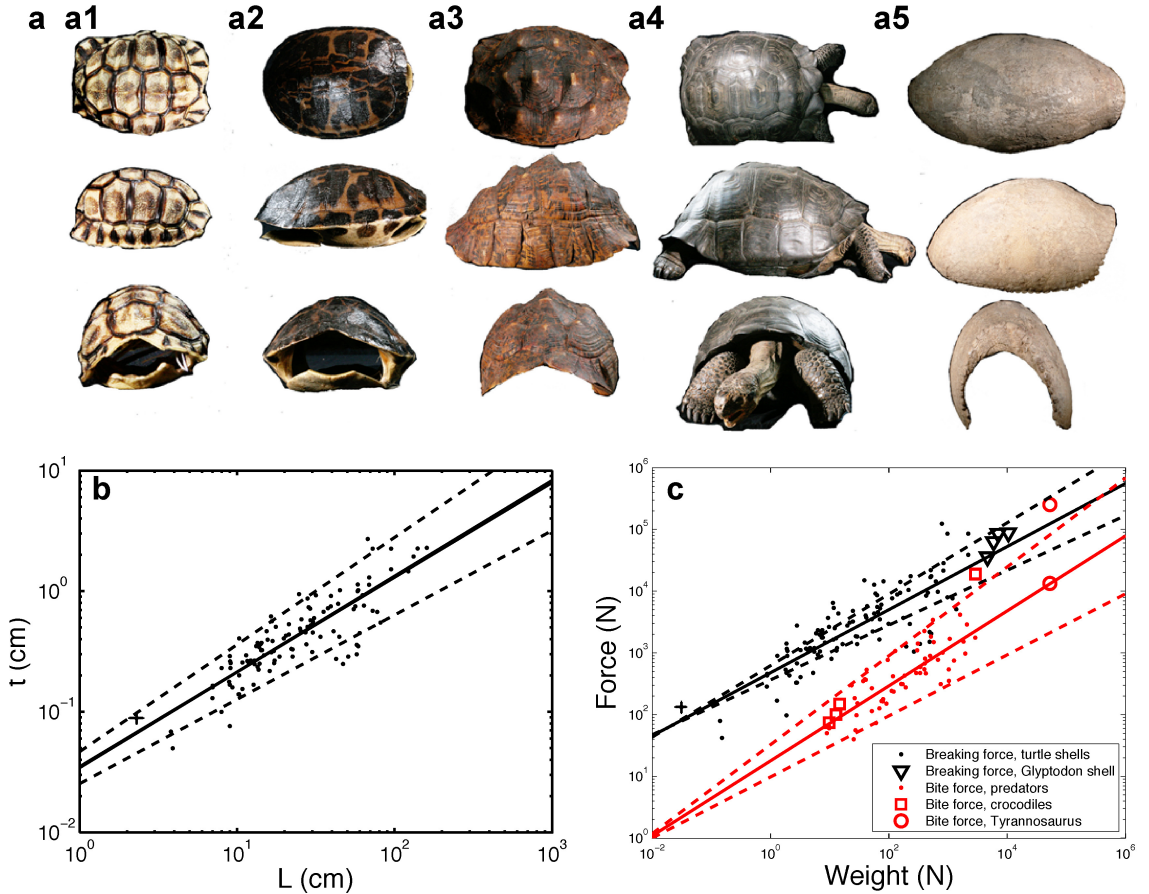 a a1 a2 a3 a4 a5
b
10^1
10^0
10^-1
10^-2
t (cm)
10^0 10^1 10^2 10^3
L (cm)
c
10^6
10^5
10^4
10^3
10^2
10^1
10^0
Force (N)
10^-2 10^0 10^2 10^4 10^6
Weight (N)
Breaking force, turtle shells
Breaking force, Glyptodon shell
Bite force, predators
Bite force, crocodiles
Bite force, Tyrannosaurus